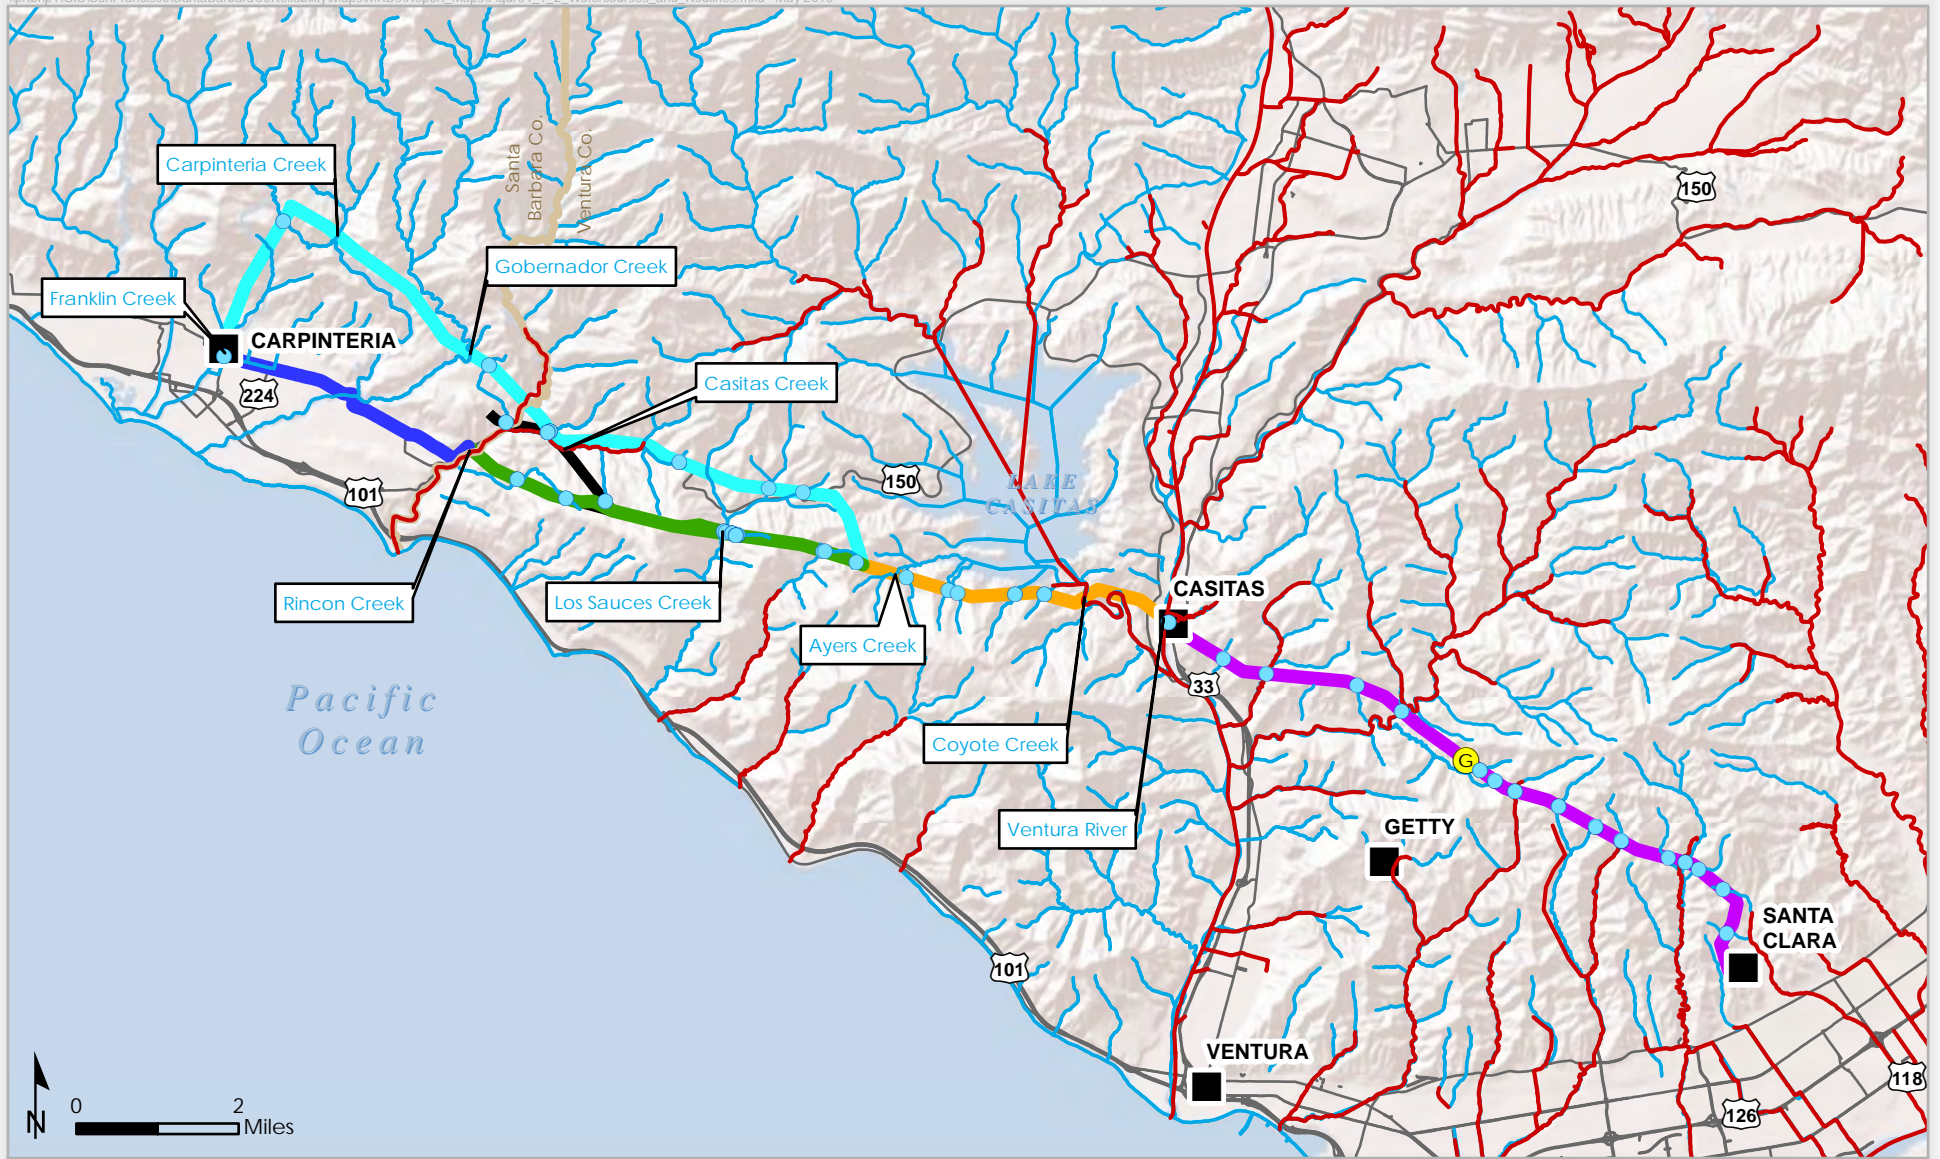 Santa
Barbara Co.
Ventura Co.
Carpinteria Creek
150
Gobernador Creek
Franklin Creek
CARPINTERIA
224
Casitas Creek
101
150
LAKE
CASITAS
Rincon Creek
Los Sauces Creek
CASITAS
Ayers Creek
33
Pacific
Ocean
Coyote Creek
G
Ventura River
GETTY
SANTA
CLARA
101
VENTURA
118
126
N
0 2
Miles